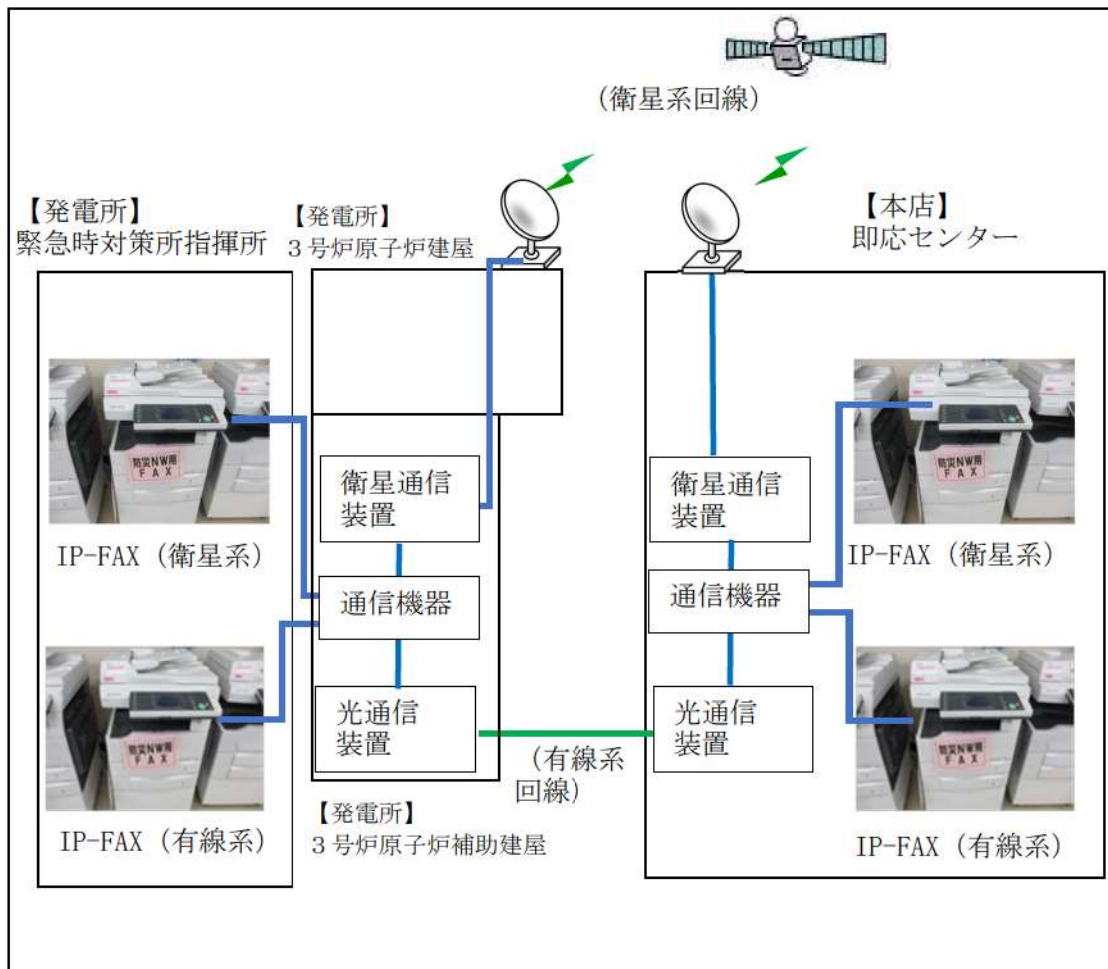 (衛星系回線)
【発電所】
緊急時対策所指揮所
【発電所】
3号炉原子炉建屋
【本店】
即応センター
防災NW用
FAX
IP-FAX (衛星系)
防災NW用
FAX
IP-FAX (有線系)
衛星通信
装置
通信機器
光通信
装置
(有線系
回線)
【発電所】
3号炉原子炉補助建屋
衛星通信
装置
通信機器
光通信
装置
防災NW用
FAX
IP-FAX (衛星系)
防災NW用
FAX
IP-FAX (有線系)